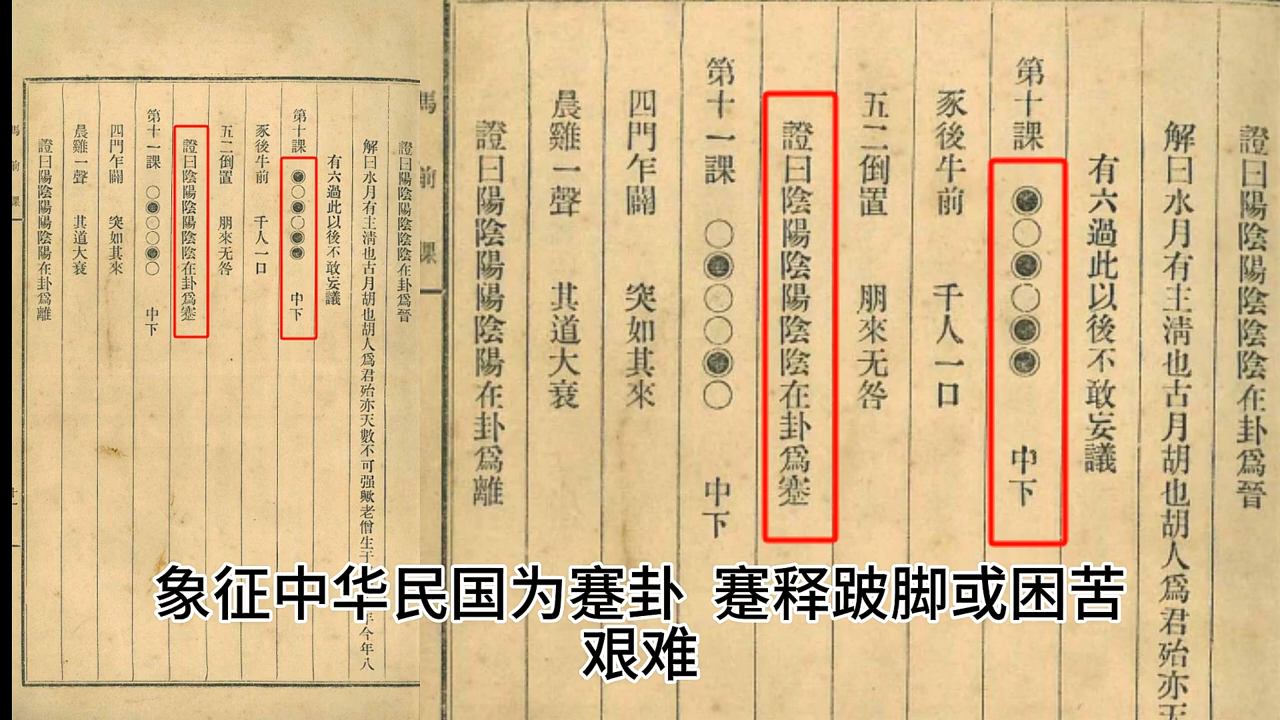 證曰陽陰陽陰陰陰在卦爲晉
解曰水月有主淸也古月胡也胡人爲君殆亦天數不可强歟老僧生于
年今年八
有六過此以後不敢妄議
第十課 ●○●○●● 中下
豕後牛前 千人一口
五二倒置 朋來无咎
證曰陰陽陰陽陰陰在卦爲蹇
第十一課 ○●○○●○ 中下
四門乍闢 突如其來
晨雞一聲 其道大衰
證曰陽陰陽陽陰陽在卦爲離
馬前課
證曰陽陰陽陰陰陰在卦爲晉
解曰水月有主淸也古月胡也胡人爲君殆亦
有六過此以後不敢妄議
第十課 ●○●○●● 中下
豕後牛前 千人一口
五二倒置 朋來无咎
證曰陰陽陰陽陰陰在卦爲蹇
第十一課 ○●○○●○ 中下
四門乍闢 突如其來
晨雞一聲 其道大衰
證曰陽陰陽陽陰陽在卦爲離
馬前課
象征中华民国为蹇卦 蹇释跛脚或困苦
艰难